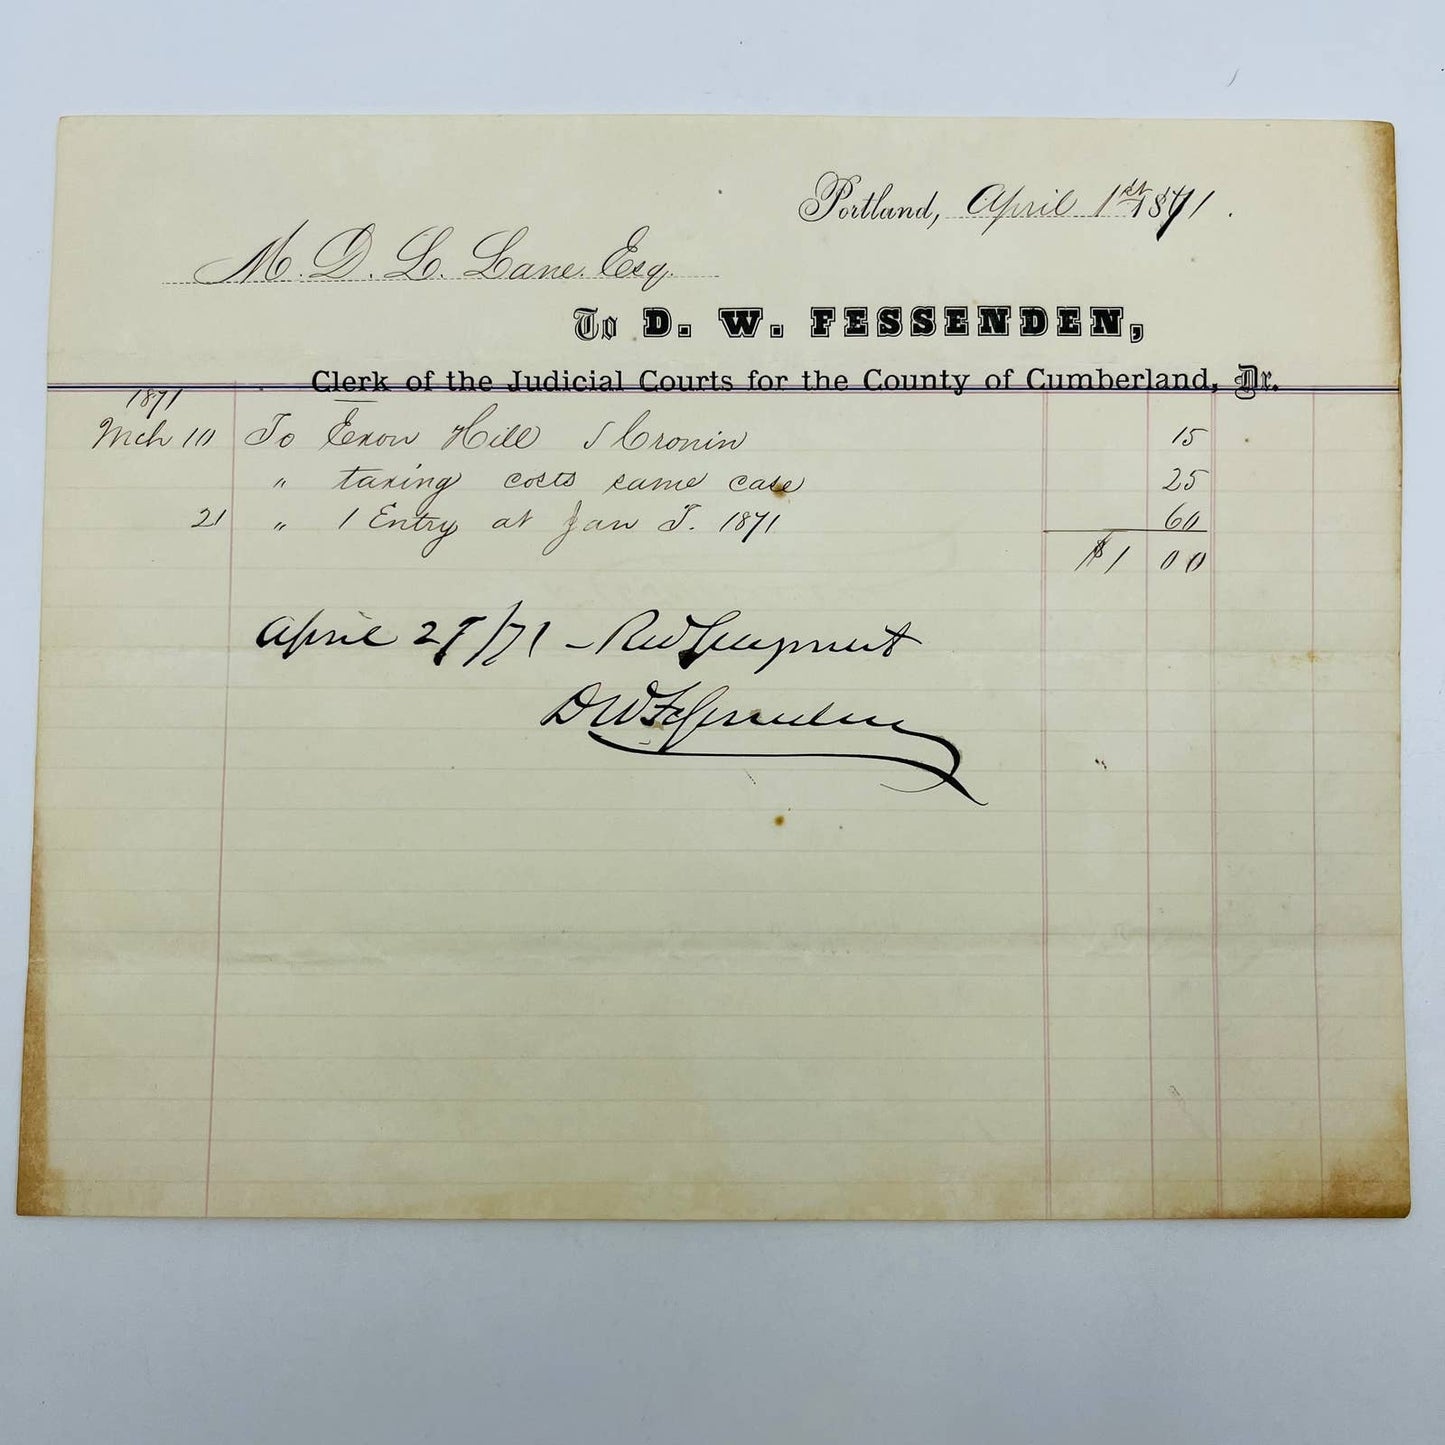 Portland, April 1st 1871.
M. D. L. Lane. Esq.
To D. W. FESSENDEN,
Clerk of the Judicial Courts for the County of Cumberland, Dr.
1871
Mch 10 To Exon Hill Cronin 15
" taxing costs same case 25
21 " 1 Entry at Jan T. 1871 60
$1 00
April 27/71 - Recd payment
D W Fessenden